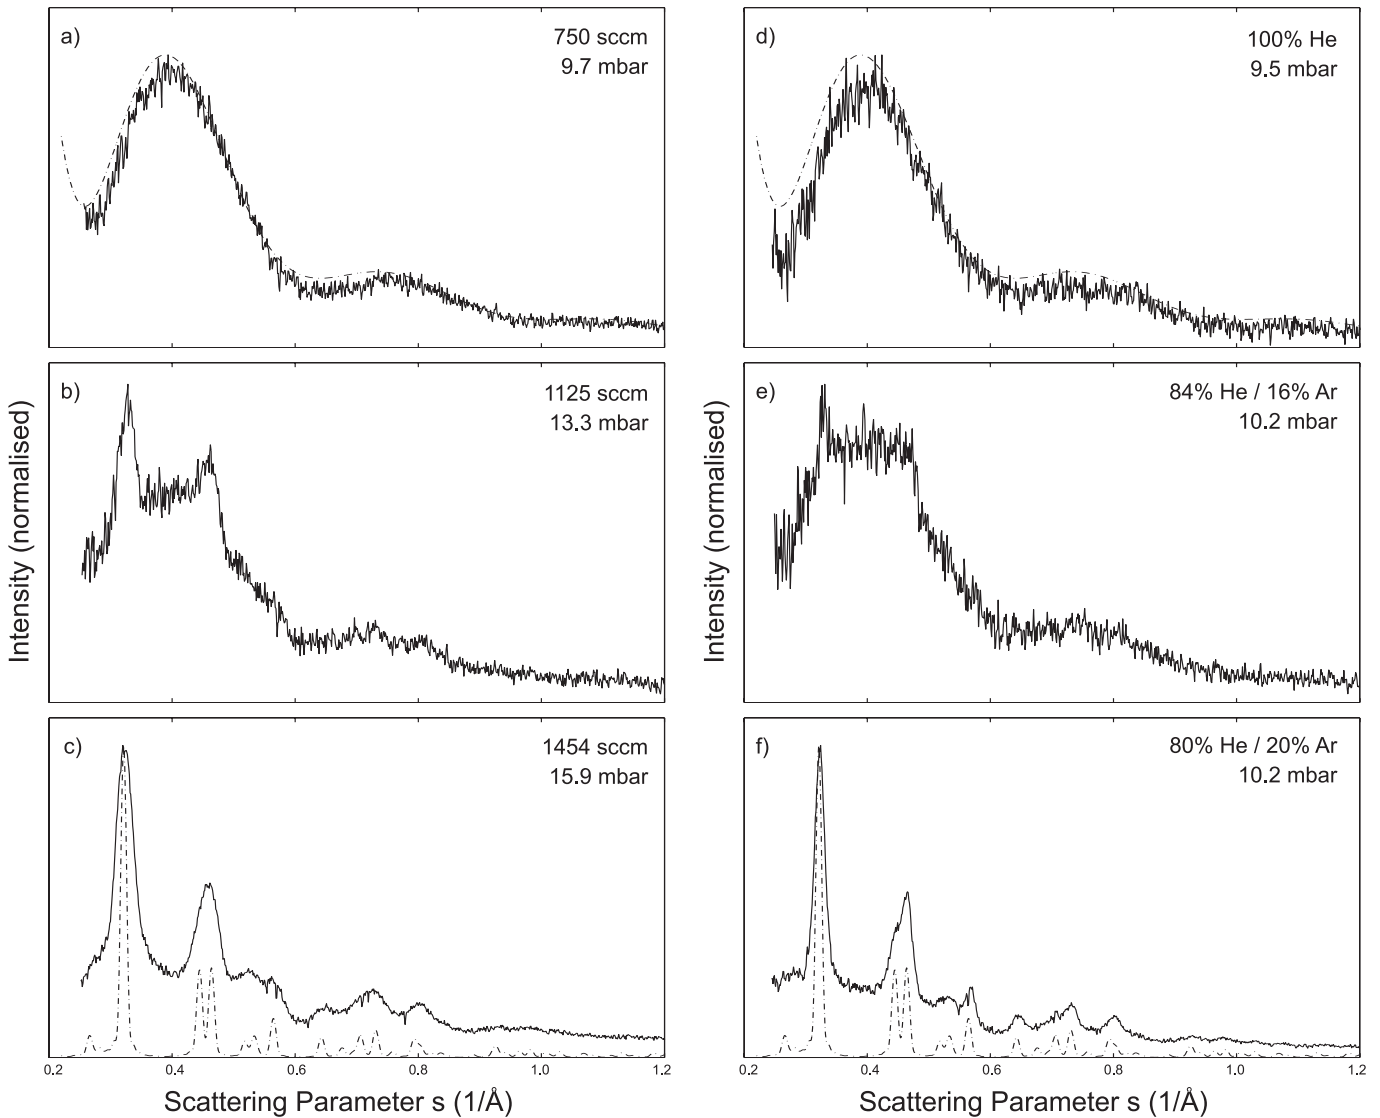 a)
750 sccm
9.7 mbar
b)
1125 sccm
13.3 mbar
Intensity (normalised)
c)
1454 sccm
15.9 mbar
0.2 0.4 0.6 0.8 1.0 1.2
Scattering Parameter s (1/Å)
d)
100% He
9.5 mbar
e)
84% He / 16% Ar
10.2 mbar
Intensity (normalised)
f)
80% He / 20% Ar
10.2 mbar
0.2 0.4 0.6 0.8 1.0 1.2
Scattering Parameter s (1/Å)